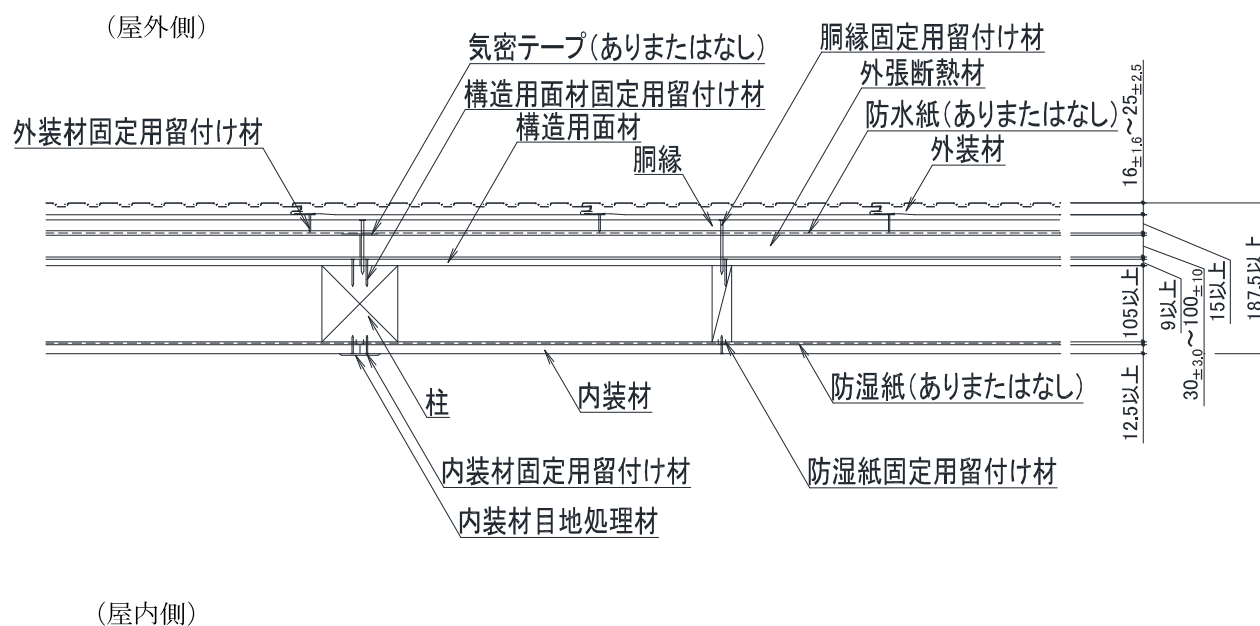 （屋外側）
気密テープ(ありまたはなし)
胴縁固定用留付け材
構造用面材固定用留付け材
外張断熱材
外装材固定用留付け材
構造用面材
防水紙(ありまたはなし)
胴縁
外装材
16±1.6～25±2.5
105以上
9以上
30±3.0～100±10
15以上
187.5以上
12.5以上
柱
内装材
防湿紙(ありまたはなし)
内装材固定用留付け材
防湿紙固定用留付け材
内装材目地処理材
（屋内側）